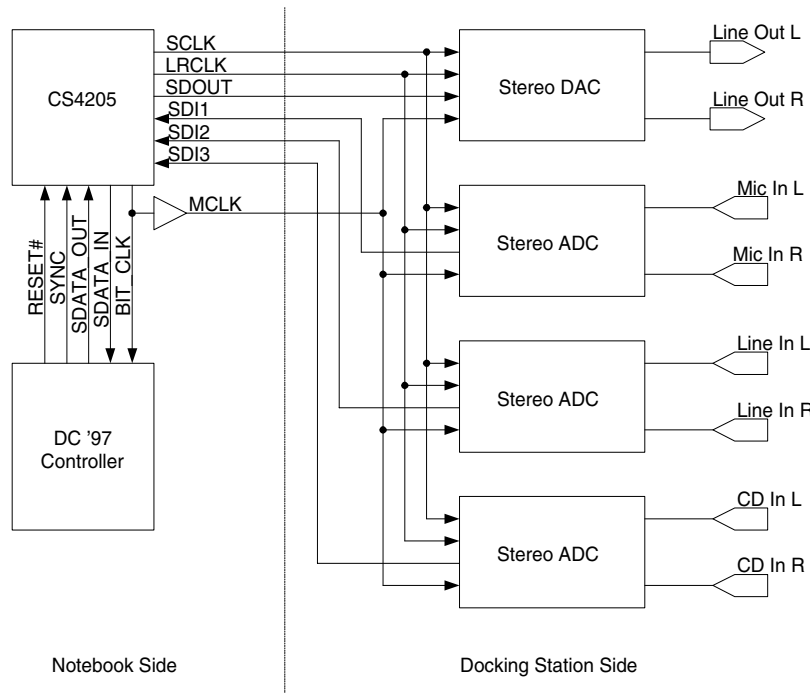 CS4205
SCLK
LRCLK
SDOUT
SDI1
SDI2
SDI3
MCLK
RESET#
SYNC
SDATA_OUT
SDATA_IN
BIT_CLK
DC '97
Controller
Stereo DAC
Line Out L
Line Out R
Stereo ADC
Mic In L
Mic In R
Stereo ADC
Line In L
Line In R
Stereo ADC
CD In L
CD In R
Notebook Side
Docking Station Side